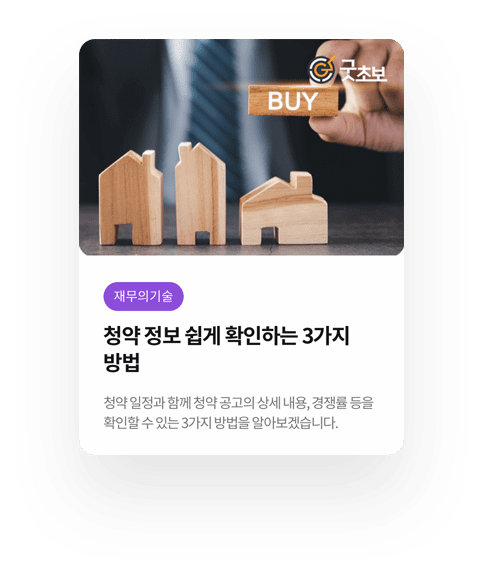 굿초보
BUY
재무의기술
청약 정보 쉽게 확인하는 3가지
방법
청약 일정과 함께 청약 공고의 상세 내용, 경쟁률 등을
확인할 수 있는 3가지 방법을 알아보겠습니다.